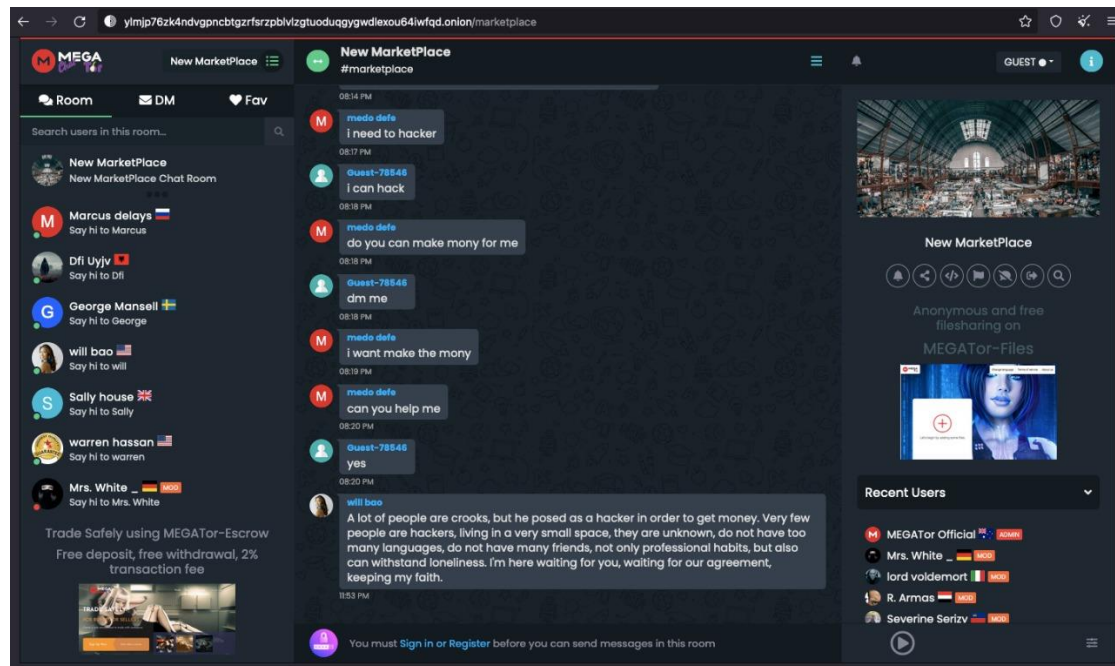 ylmjp76zk4ndvgpncbtgzrfsrzpblvlzgtuoduqgygwdlexou64iwfqd.onion/marketplace
MEGA
Chat Tor
New MarketPlace
New MarketPlace
#marketplace
GUEST
Room
DM
Fav
Search users in this room...
New MarketPlace
New MarketPlace Chat Room
M
Marcus delays
Say hi to Marcus
Dfi Uyjv
Say hi to Dfi
G
George Mansell
Say hi to George
will bao
Say hi to will
S
Sally house
Say hi to Sally
warren hassan
Say hi to warren
Mrs. White _ MOD
Say hi to Mrs. White
Trade Safely using MEGATor-Escrow
Free deposit, free withdrawal, 2%
transaction fee
TRADE SAFELY
08:14 PM
M
medo defe
i need to hacker
08:17 PM
Guest-78546
i can hack
08:18 PM
M
medo defe
do you can make mony for me
08:18 PM
Guest-78546
dm me
08:18 PM
M
medo defe
i want make the mony
08:19 PM
M
medo defe
can you help me
08:20 PM
Guest-78546
yes
08:20 PM
will bao
A lot of people are crooks, but he posed as a hacker in order to get money. Very few
people are hackers, living in a very small space, they are unknown, do not have too
many languages, do not have many friends, not only professional habits, but also
can withstand loneliness. I'm here waiting for you, waiting for our agreement,
keeping my faith.
11:53 PM
You must Sign in or Register before you can send messages in this room
New MarketPlace
Anonymous and free
filesharing on
MEGATor-Files
Recent Users
MEGATor Official ADMIN
Mrs. White _ MOD
lord voldemort MOD
R. Armas MOD
Severine Serizy MOD